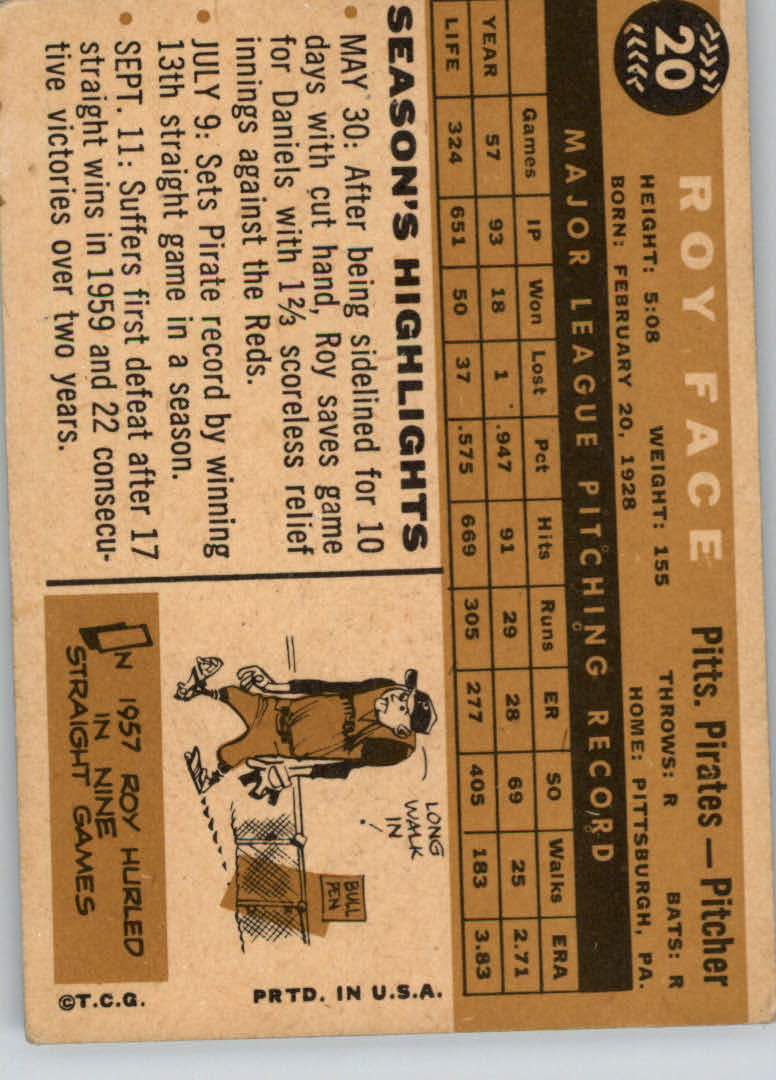 20
ROY FACE
Pitts. Pirates — Pitcher
HEIGHT: 5:08 WEIGHT: 155 THROWS: R BATS: R
BORN: FEBRUARY 20, 1928 HOME: PITTSBURGH, PA.
MAJOR LEAGUE PITCHING RECORD
Games IP Won Lost Pct Hits Runs ER SO Walks ERA
YEAR 57 93 18 1 .947 91 29 28 69 25 2.71
LIFE 324 651 50 37 .575 669 305 277 405 183 3.83
SEASON'S HIGHLIGHTS
• MAY 30: After being sidelined for 10
days with cut hand, Roy saves game
for Daniels with 1⅔ scoreless relief
innings against the Reds.
• JULY 9: Sets Pirate record by winning
13th straight game in a season.
• SEPT. 11: Suffers first defeat after 17
straight wins in 1959 and 22 consecu-
tive victories over two years.
LONG
WALK
IN
!
BULL
PEN
IN 1957 ROY HURLED
IN NINE
STRAIGHT GAMES
©T.C.G.
PRTD. IN U.S.A.